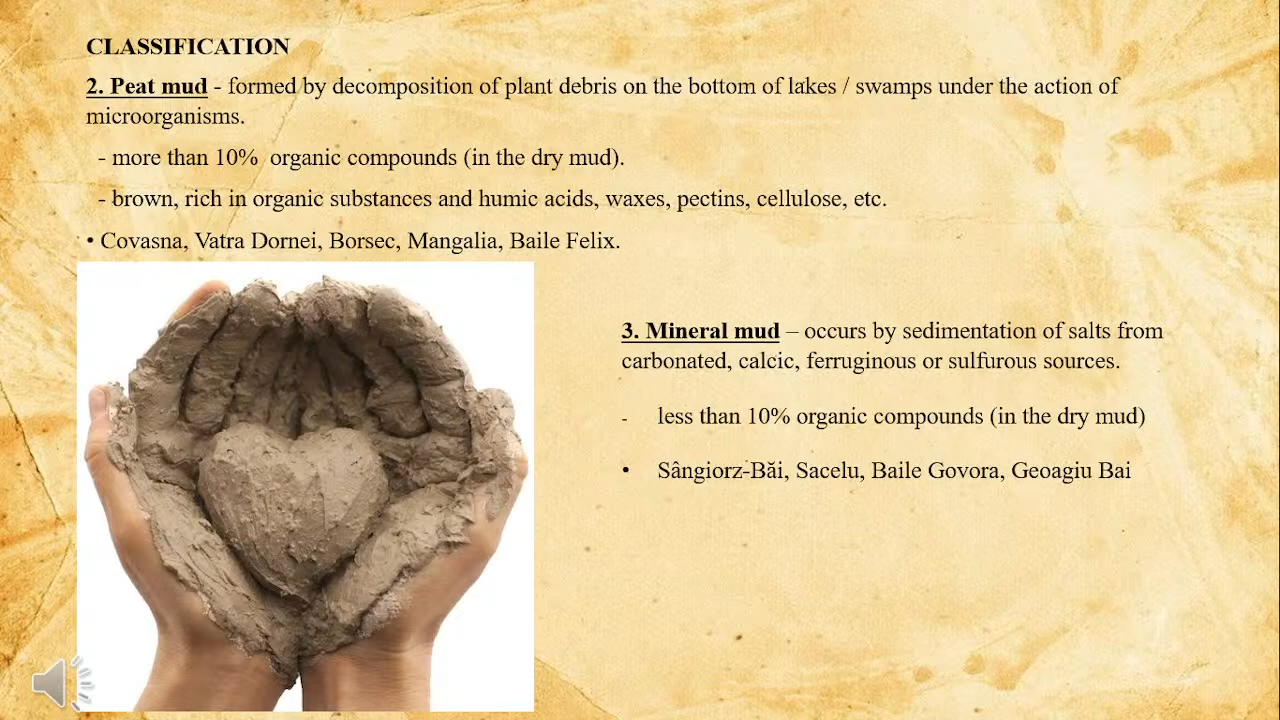 CLASSIFICATION
2. Peat mud - formed by decomposition of plant debris on the bottom of lakes / swamps under the action of
microorganisms.
- more than 10%  organic compounds (in the dry mud).
- brown, rich in organic substances and humic acids, waxes, pectins, cellulose, etc.
• Covasna, Vatra Dornei, Borsec, Mangalia, Baile Felix.
3. Mineral mud – occurs by sedimentation of salts from
carbonated, calcic, ferruginous or sulfurous sources.
- less than 10% organic compounds (in the dry mud)
• Sângiorz-Băi, Sacelu, Baile Govora, Geoagiu Bai